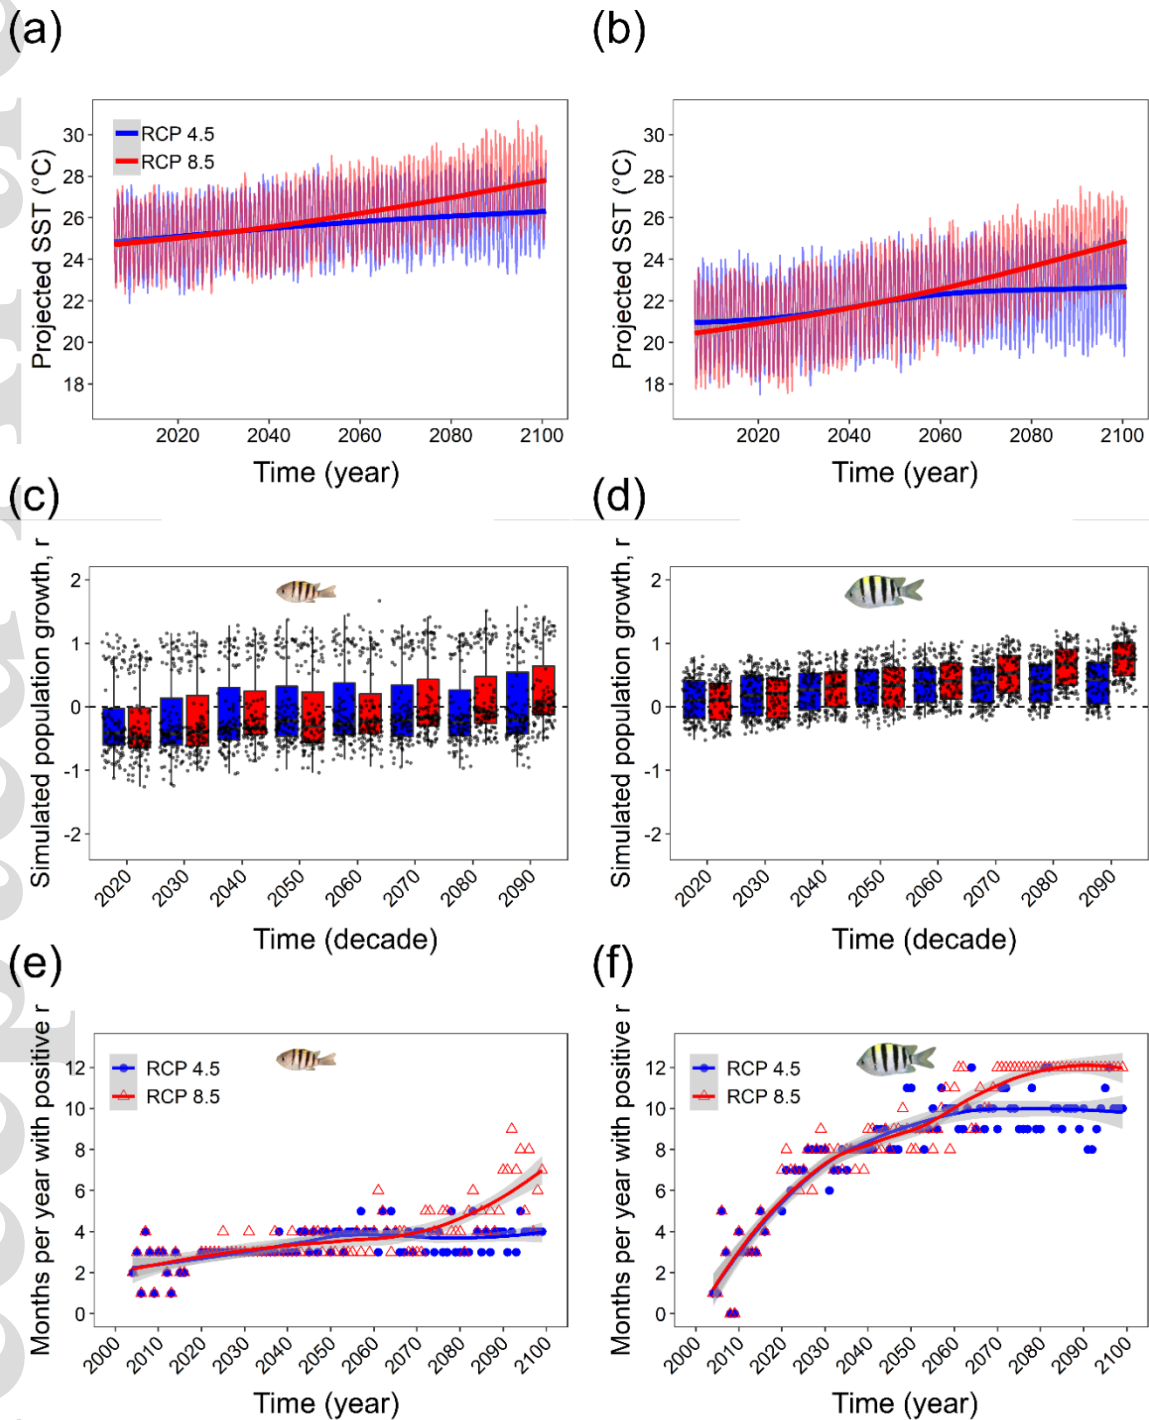 (a)
(b)
Projected SST (°C)
30
28
26
24
22
20
18
RCP 4.5
RCP 8.5
2020 2040 2060 2080 2100
Time (year)
Projected SST (°C)
30
28
26
24
22
20
18
2020 2040 2060 2080 2100
Time (year)
(c)
(d)
Simulated population growth, r
2
1
0
-1
-2
2020 2030 2040 2050 2060 2070 2080 2090
Time (decade)
Simulated population growth, r
2
1
0
-1
-2
2020 2030 2040 2050 2060 2070 2080 2090
Time (decade)
(e)
(f)
Months per year with positive r
12
10
8
6
4
2
0
RCP 4.5
RCP 8.5
2000 2010 2020 2030 2040 2050 2060 2070 2080 2090 2100
Time (year)
Months per year with positive r
12
10
8
6
4
2
0
RCP 4.5
RCP 8.5
2000 2010 2020 2030 2040 2050 2060 2070 2080 2090 2100
Time (year)